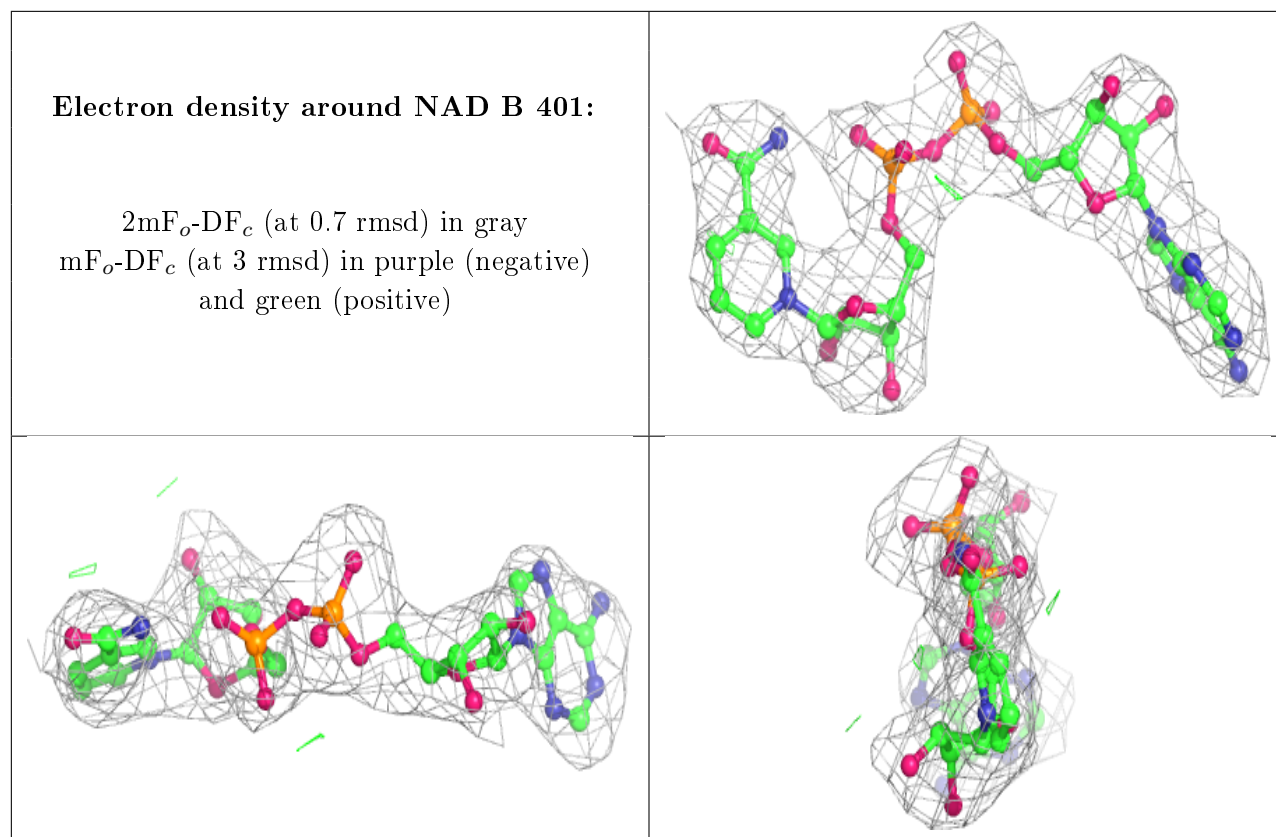 Electron density around NAD B 401:
2mFo-DFc (at 0.7 rmsd) in gray
mFo-DFc (at 3 rmsd) in purple (negative)
and green (positive)